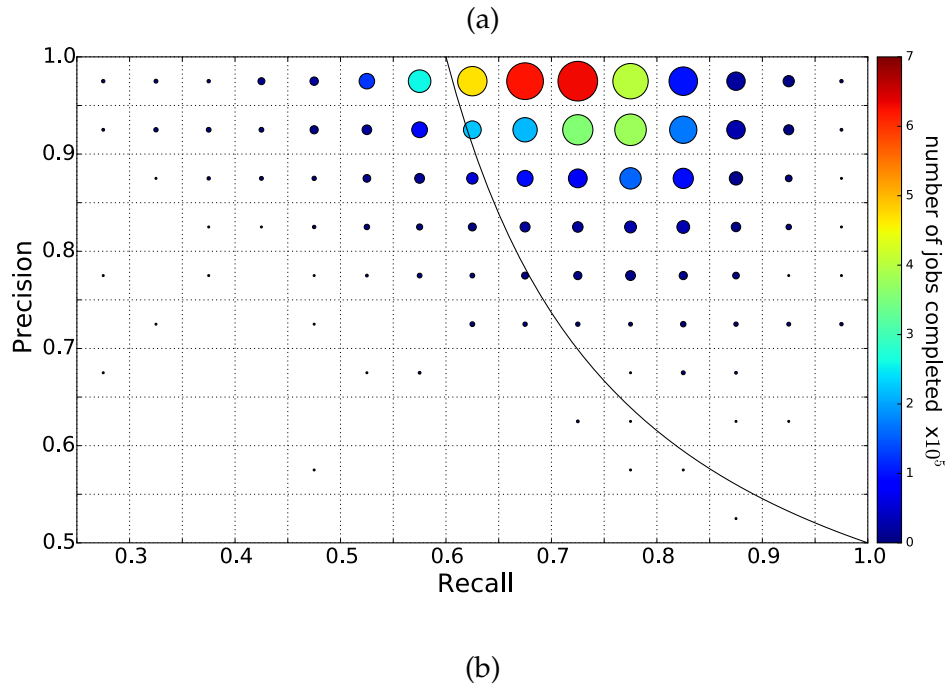 (a)
1.0
0.9
0.8
0.7
0.6
0.5
Precision
0.3 0.4 0.5 0.6 0.7 0.8 0.9 1.0
Recall
7
6
5
4
3
2
1
0
number of jobs completed x10⁵
(b)